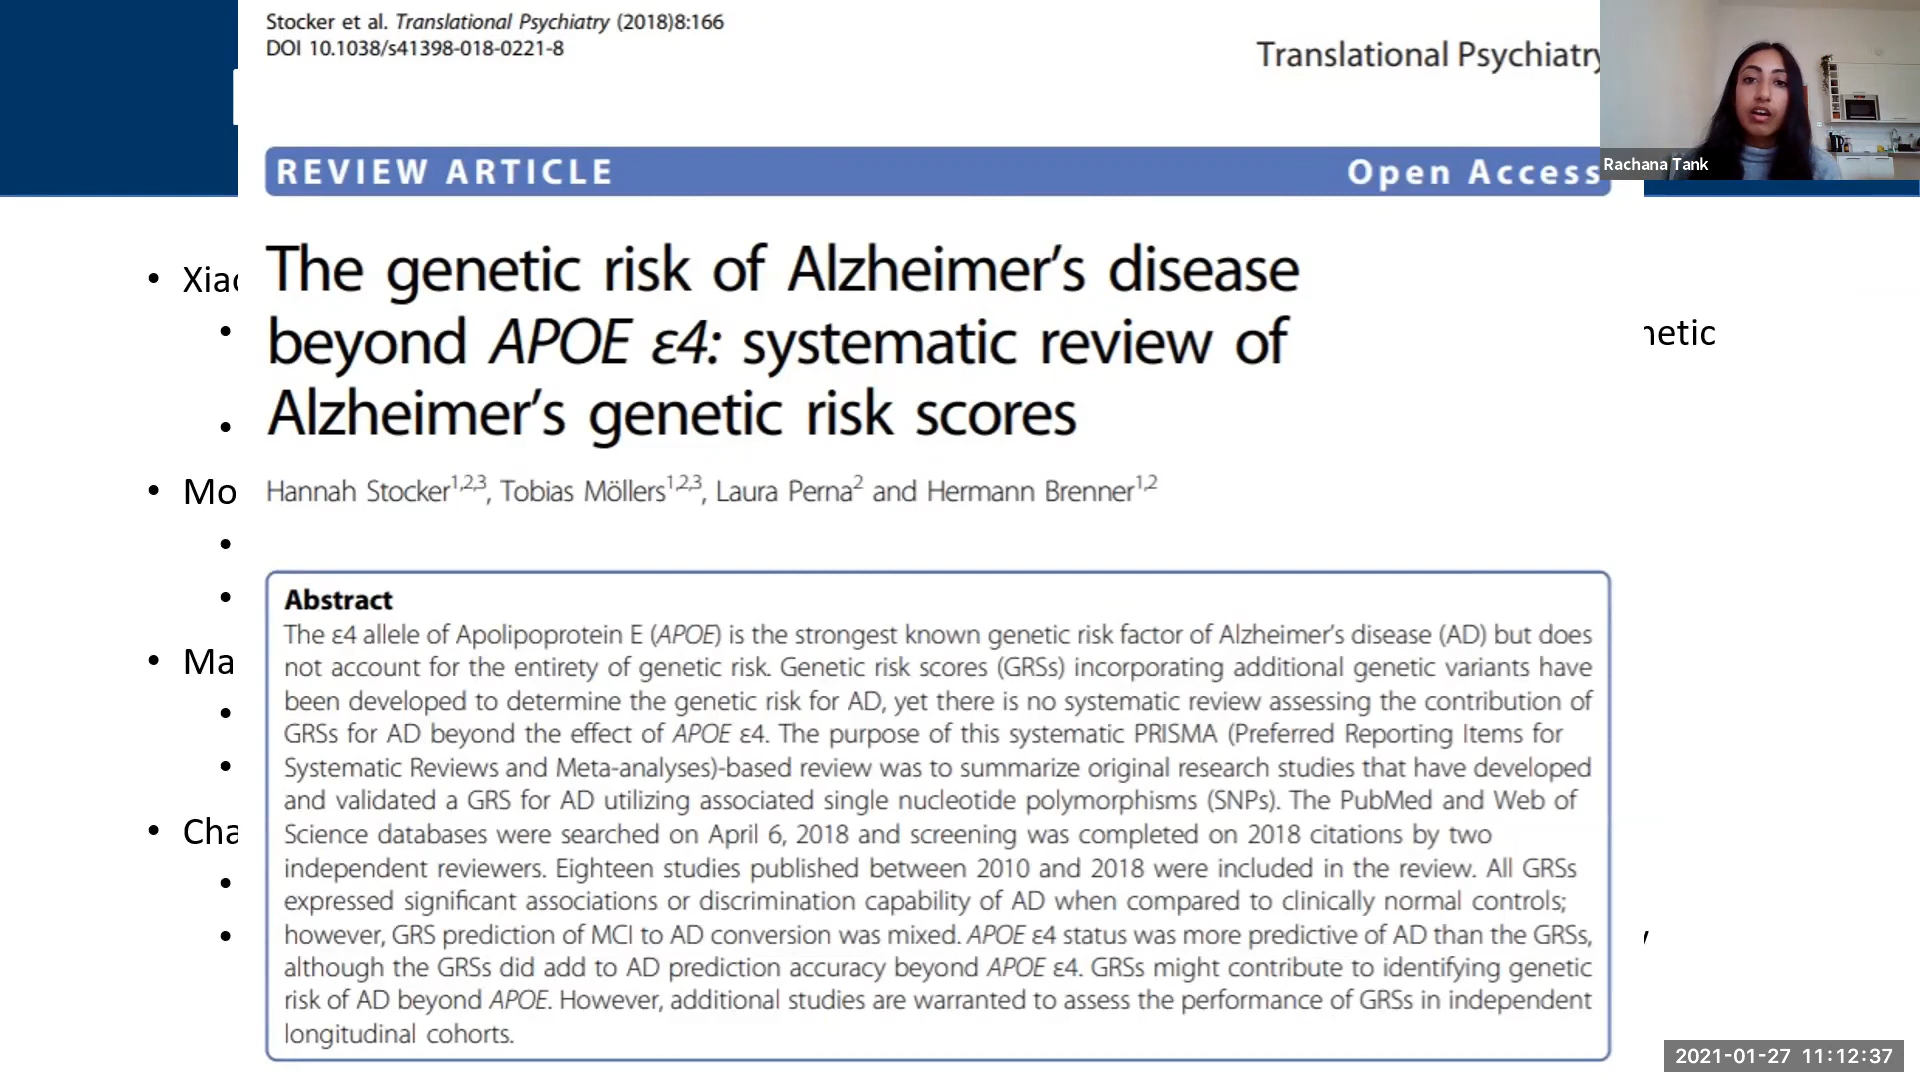 Stocker et al. Translational Psychiatry (2018)8:166
DOI 10.1038/s41398-018-0221-8
Translational Psychiatry
Rachana Tank
REVIEW ARTICLE
Open Access
The genetic risk of Alzheimer’s disease
beyond APOE ε4: systematic review of
Alzheimer’s genetic risk scores
Hannah Stocker1,2,3, Tobias Möllers1,2,3, Laura Perna2 and Hermann Brenner1,2
Abstract
The ε4 allele of Apolipoprotein E (APOE) is the strongest known genetic risk factor of Alzheimer’s disease (AD) but does
not account for the entirety of genetic risk. Genetic risk scores (GRSs) incorporating additional genetic variants have
been developed to determine the genetic risk for AD, yet there is no systematic review assessing the contribution of
GRSs for AD beyond the effect of APOE ε4. The purpose of this systematic PRISMA (Preferred Reporting Items for
Systematic Reviews and Meta-analyses)-based review was to summarize original research studies that have developed
and validated a GRS for AD utilizing associated single nucleotide polymorphisms (SNPs). The PubMed and Web of
Science databases were searched on April 6, 2018 and screening was completed on 2018 citations by two
independent reviewers. Eighteen studies published between 2010 and 2018 were included in the review. All GRSs
expressed significant associations or discrimination capability of AD when compared to clinically normal controls;
however, GRS prediction of MCI to AD conversion was mixed. APOE ε4 status was more predictive of AD than the GRSs,
although the GRSs did add to AD prediction accuracy beyond APOE ε4. GRSs might contribute to identifying genetic
risk of AD beyond APOE. However, additional studies are warranted to assess the performance of GRSs in independent
longitudinal cohorts.
• Xiao
netic
• Mo
• Ma
• Cha
2021-01-27 11:12:37